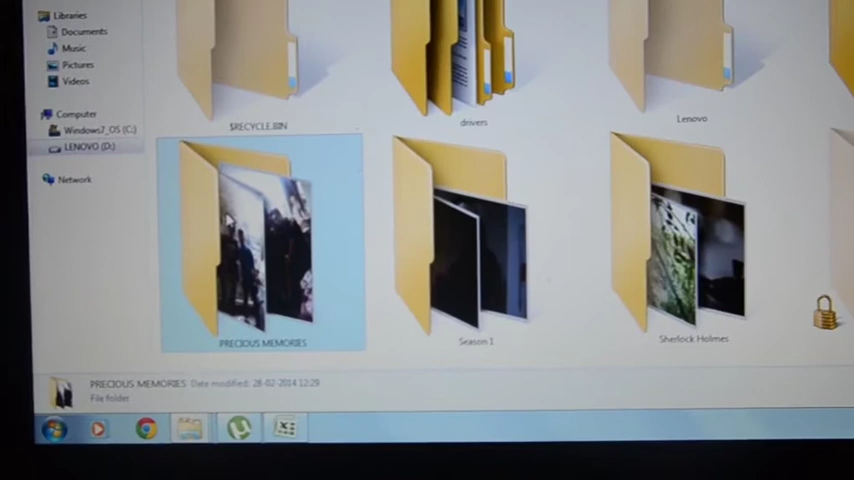 Libraries
Documents
Music
Pictures
Videos
Computer
Windows7_OS (C:)
LENOVO (D:)
Network
$RECYCLE.BIN
drivers
Lenovo
PRECIOUS MEMORIES
Season 1
Sherlock Holmes
PRECIOUS MEMORIES Date modified: 28-02-2014 12:29
File folder